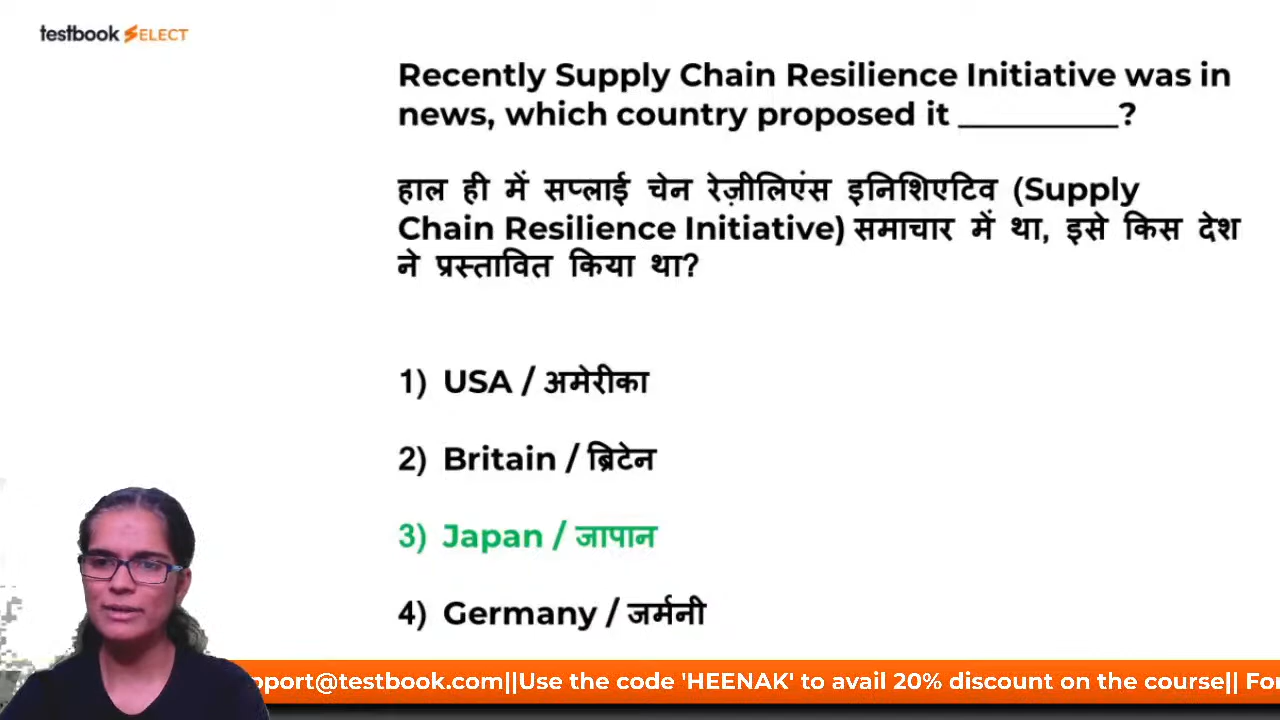 testbook SELECT
Recently Supply Chain Resilience Initiative was in
news, which country proposed it __________?
हाल ही में सप्लाई चेन रेज़ीलिएंस इनिशिएटिव (Supply
Chain Resilience Initiative) समाचार में था, इसे किस देश
ने प्रस्तावित किया था?
1) USA / अमेरीका
2) Britain / ब्रिटेन
3) Japan / जापान
4) Germany / जर्मनी
pport@testbook.com||Use the code 'HEENAK' to avail 20% discount on the course|| For